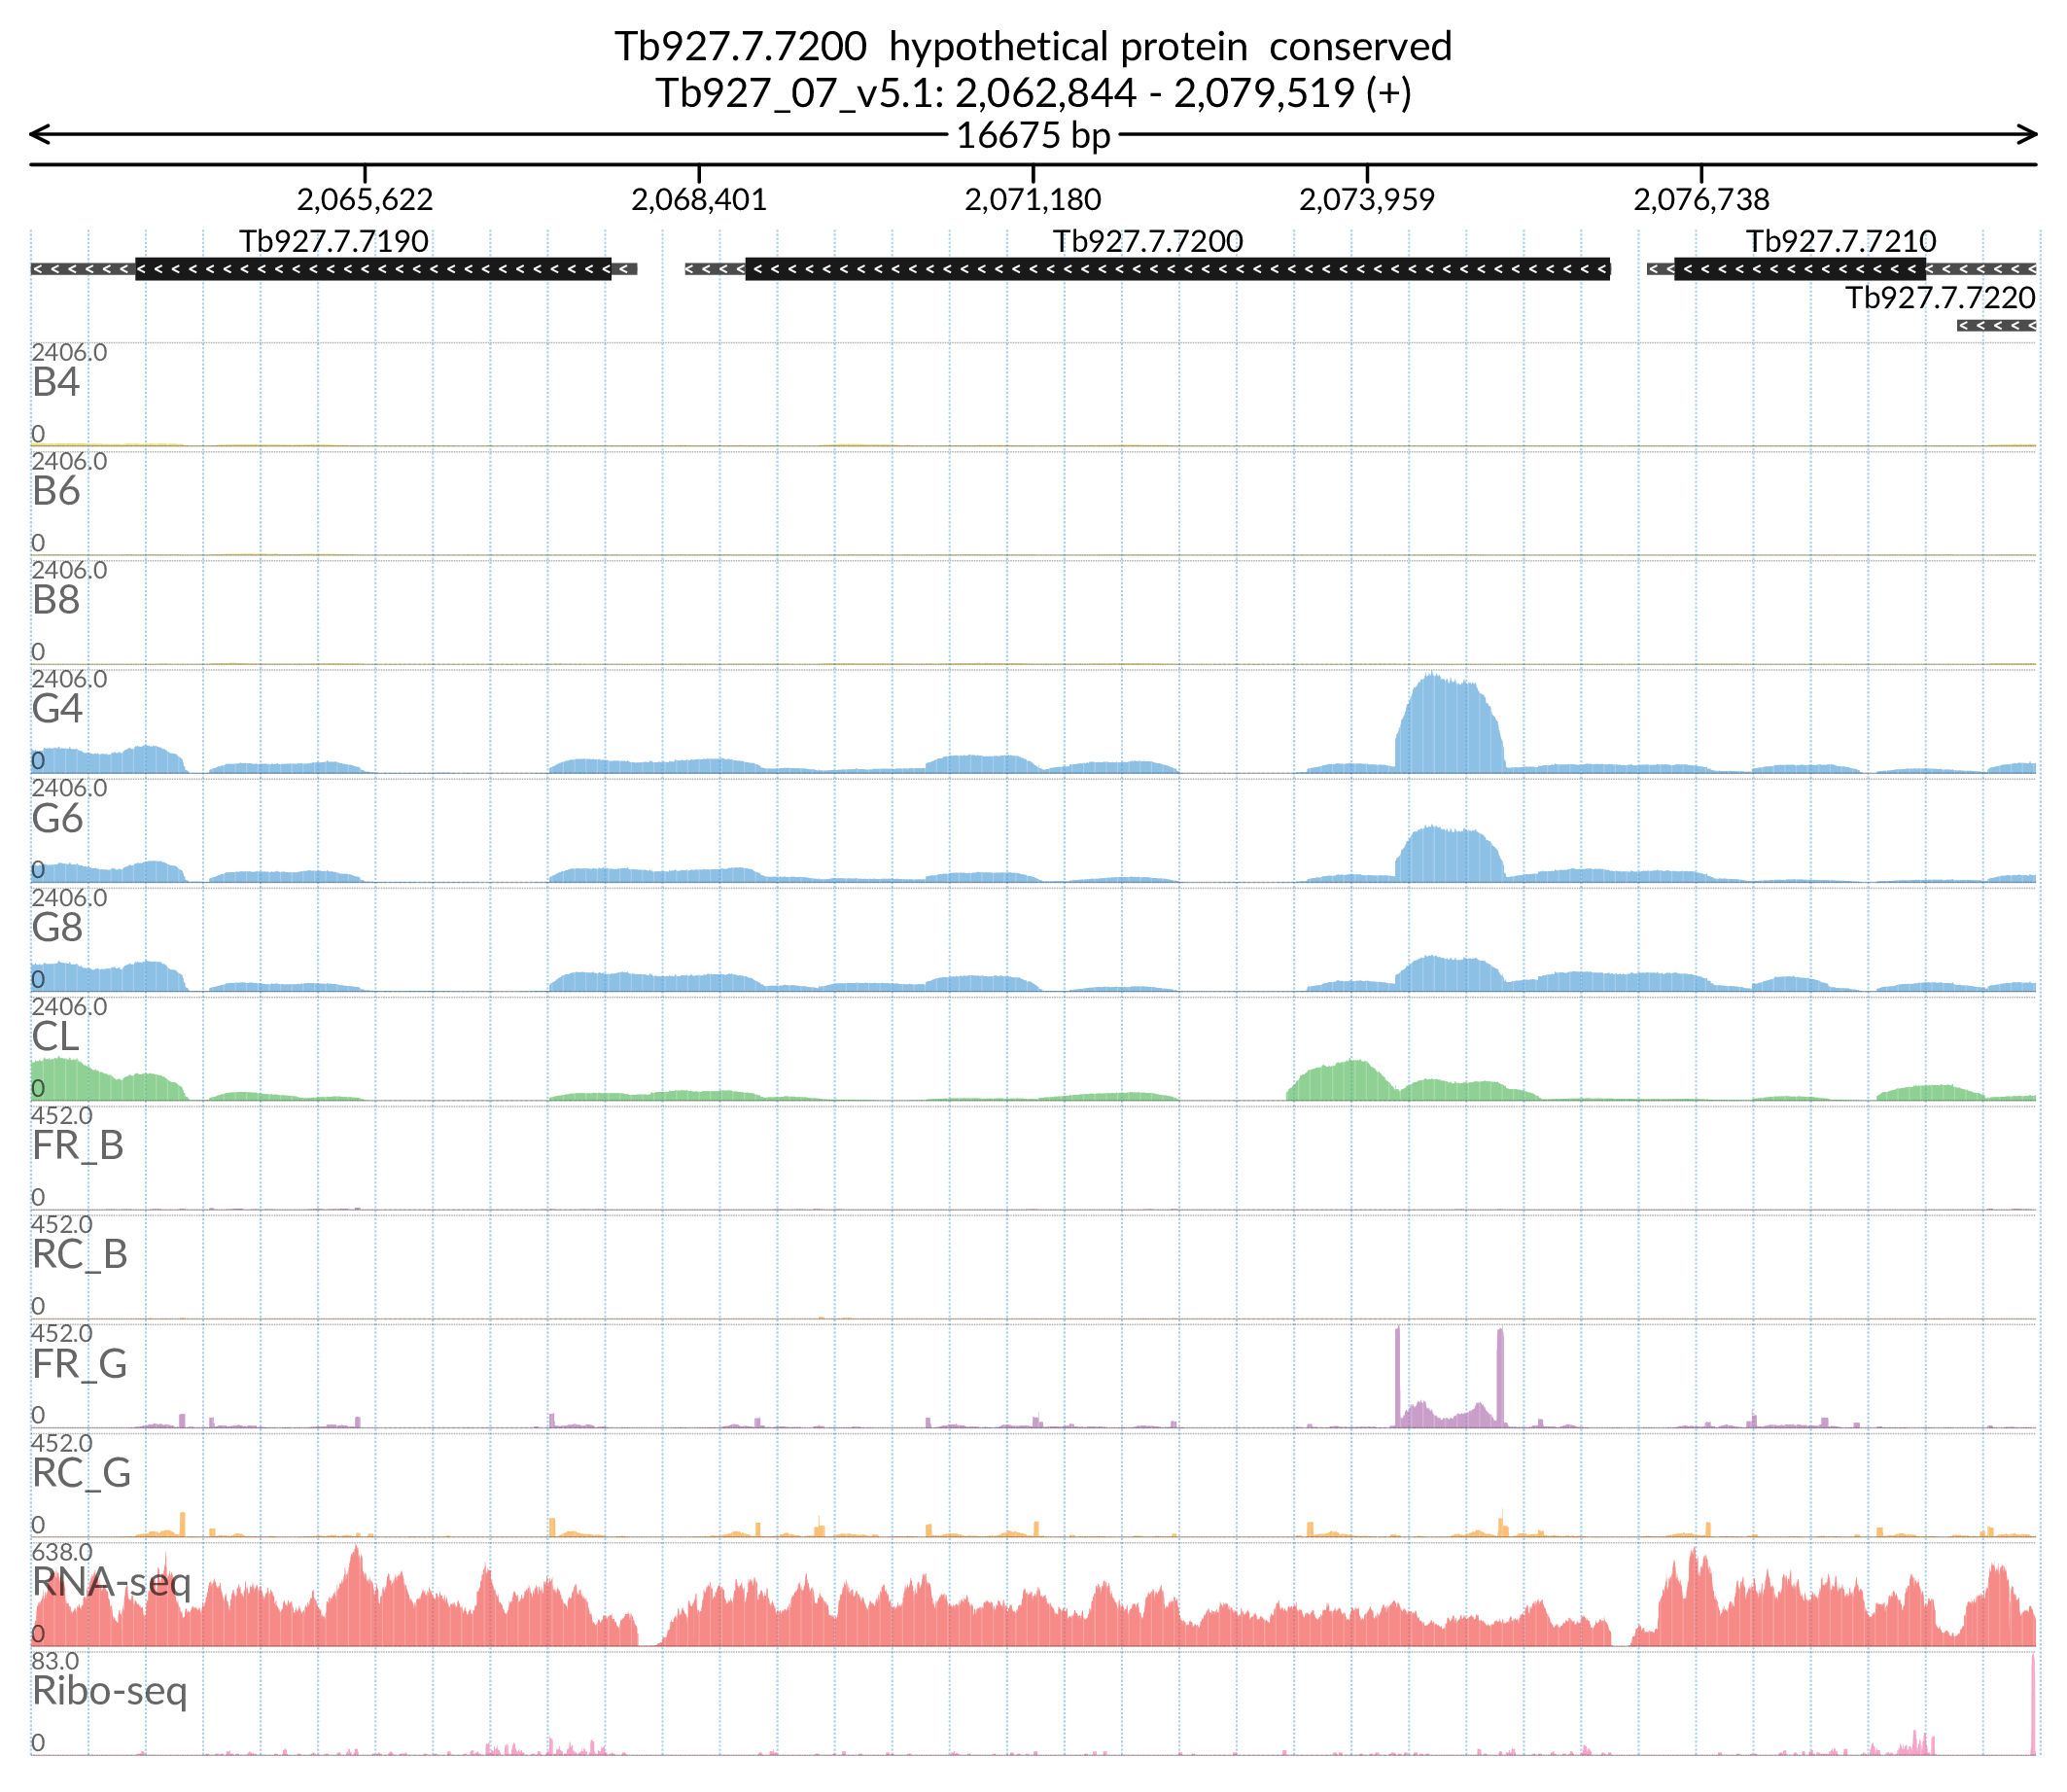 Tb927.7.7200  hypothetical protein  conserved
Tb927_07_v5.1: 2,062,844 - 2,079,519 (+)
16675 bp
2,065,622 2,068,401 2,071,180 2,073,959 2,076,738
Tb927.7.7190 Tb927.7.7200 Tb927.7.7210
Tb927.7.7220
2406.0
B4
0
2406.0
B6
0
2406.0
B8
0
2406.0
G4
0
2406.0
G6
0
2406.0
G8
0
2406.0
CL
0
452.0
FR_B
0
452.0
RC_B
0
452.0
FR_G
0
452.0
RC_G
0
638.0
RNA-seq
0
83.0
Ribo-seq
0